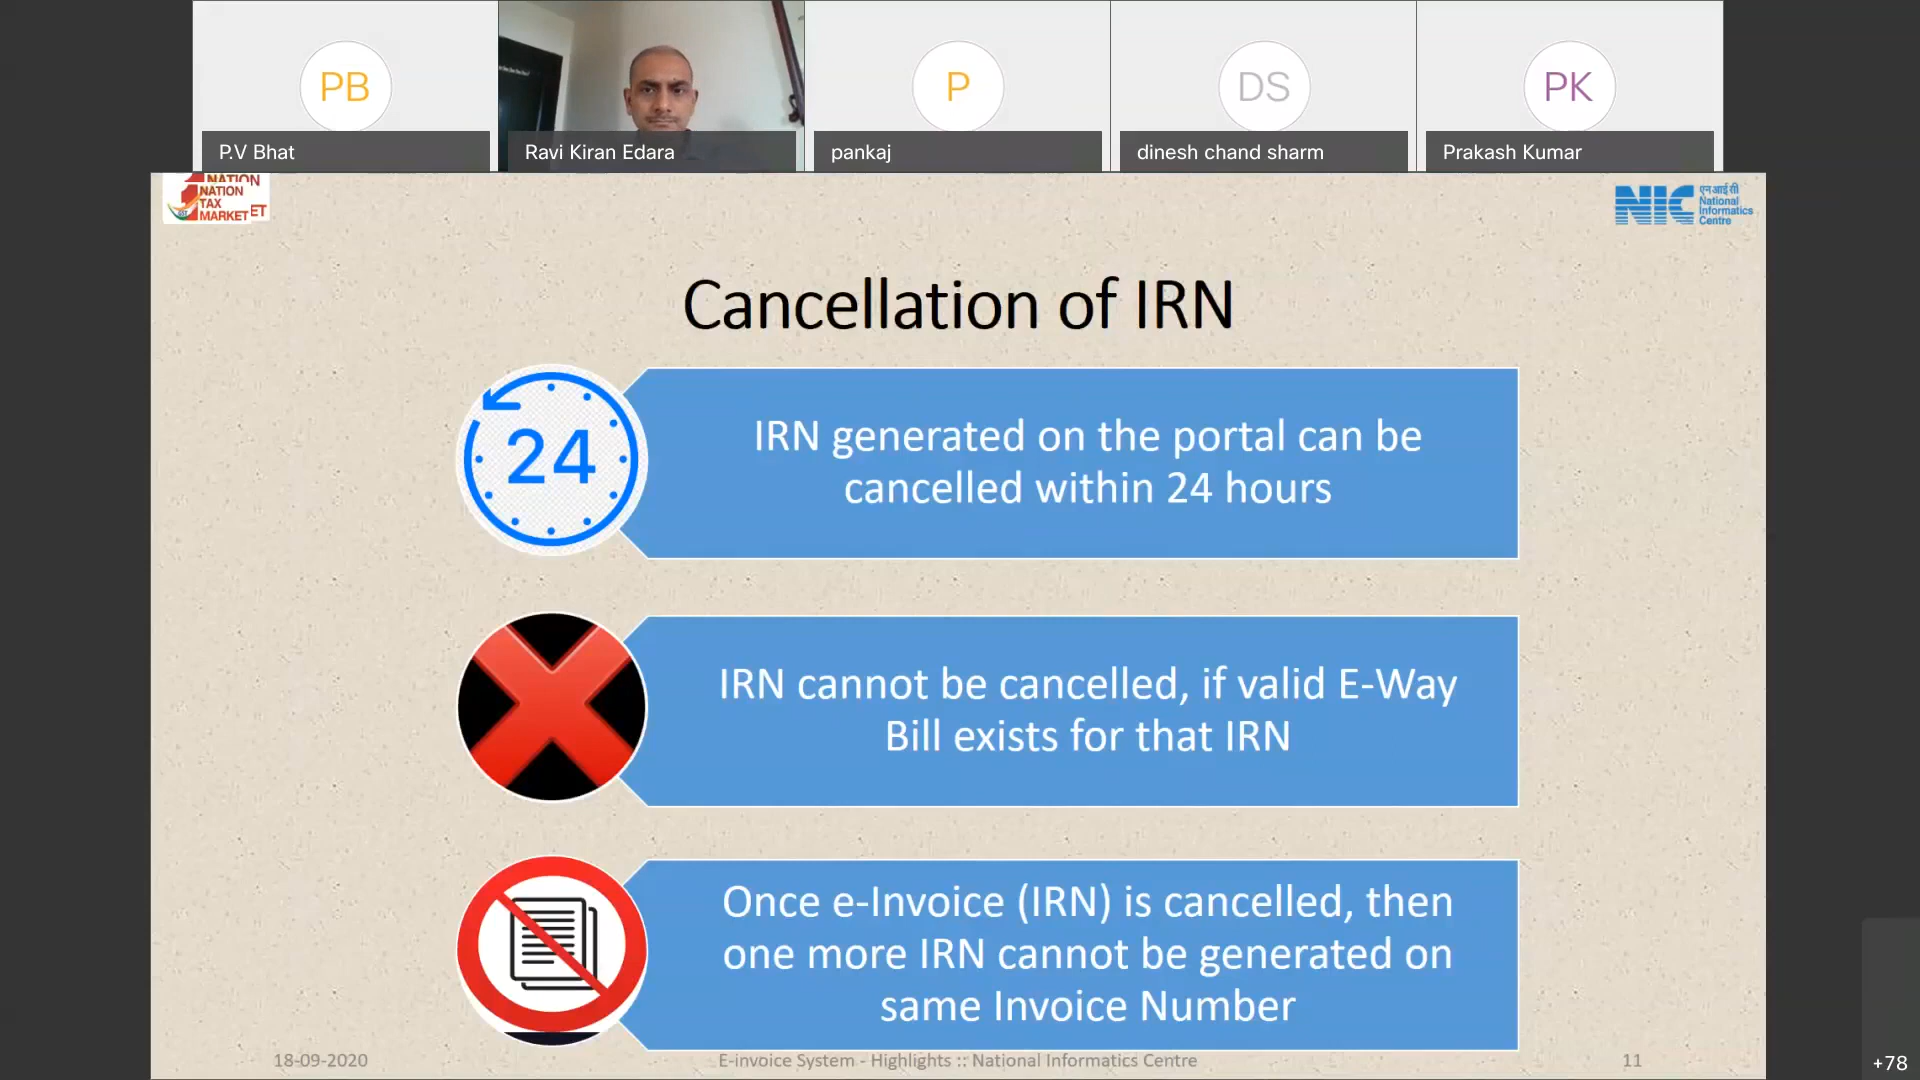 PB
P
DS
PK
P.V Bhat
Ravi Kiran Edara
pankaj
dinesh chand sharm
Prakash Kumar
NATION
NATION
TAX
MARKET ET
NIC
एनआईसी
National
Informatics
Centre
Cancellation of IRN
24
IRN generated on the portal can be
cancelled within 24 hours
IRN cannot be cancelled, if valid E-Way
Bill exists for that IRN
Once e-Invoice (IRN) is cancelled, then
one more IRN cannot be generated on
same Invoice Number
18-09-2020
E-invoice System - Highlights :: National Informatics Centre
11
+78